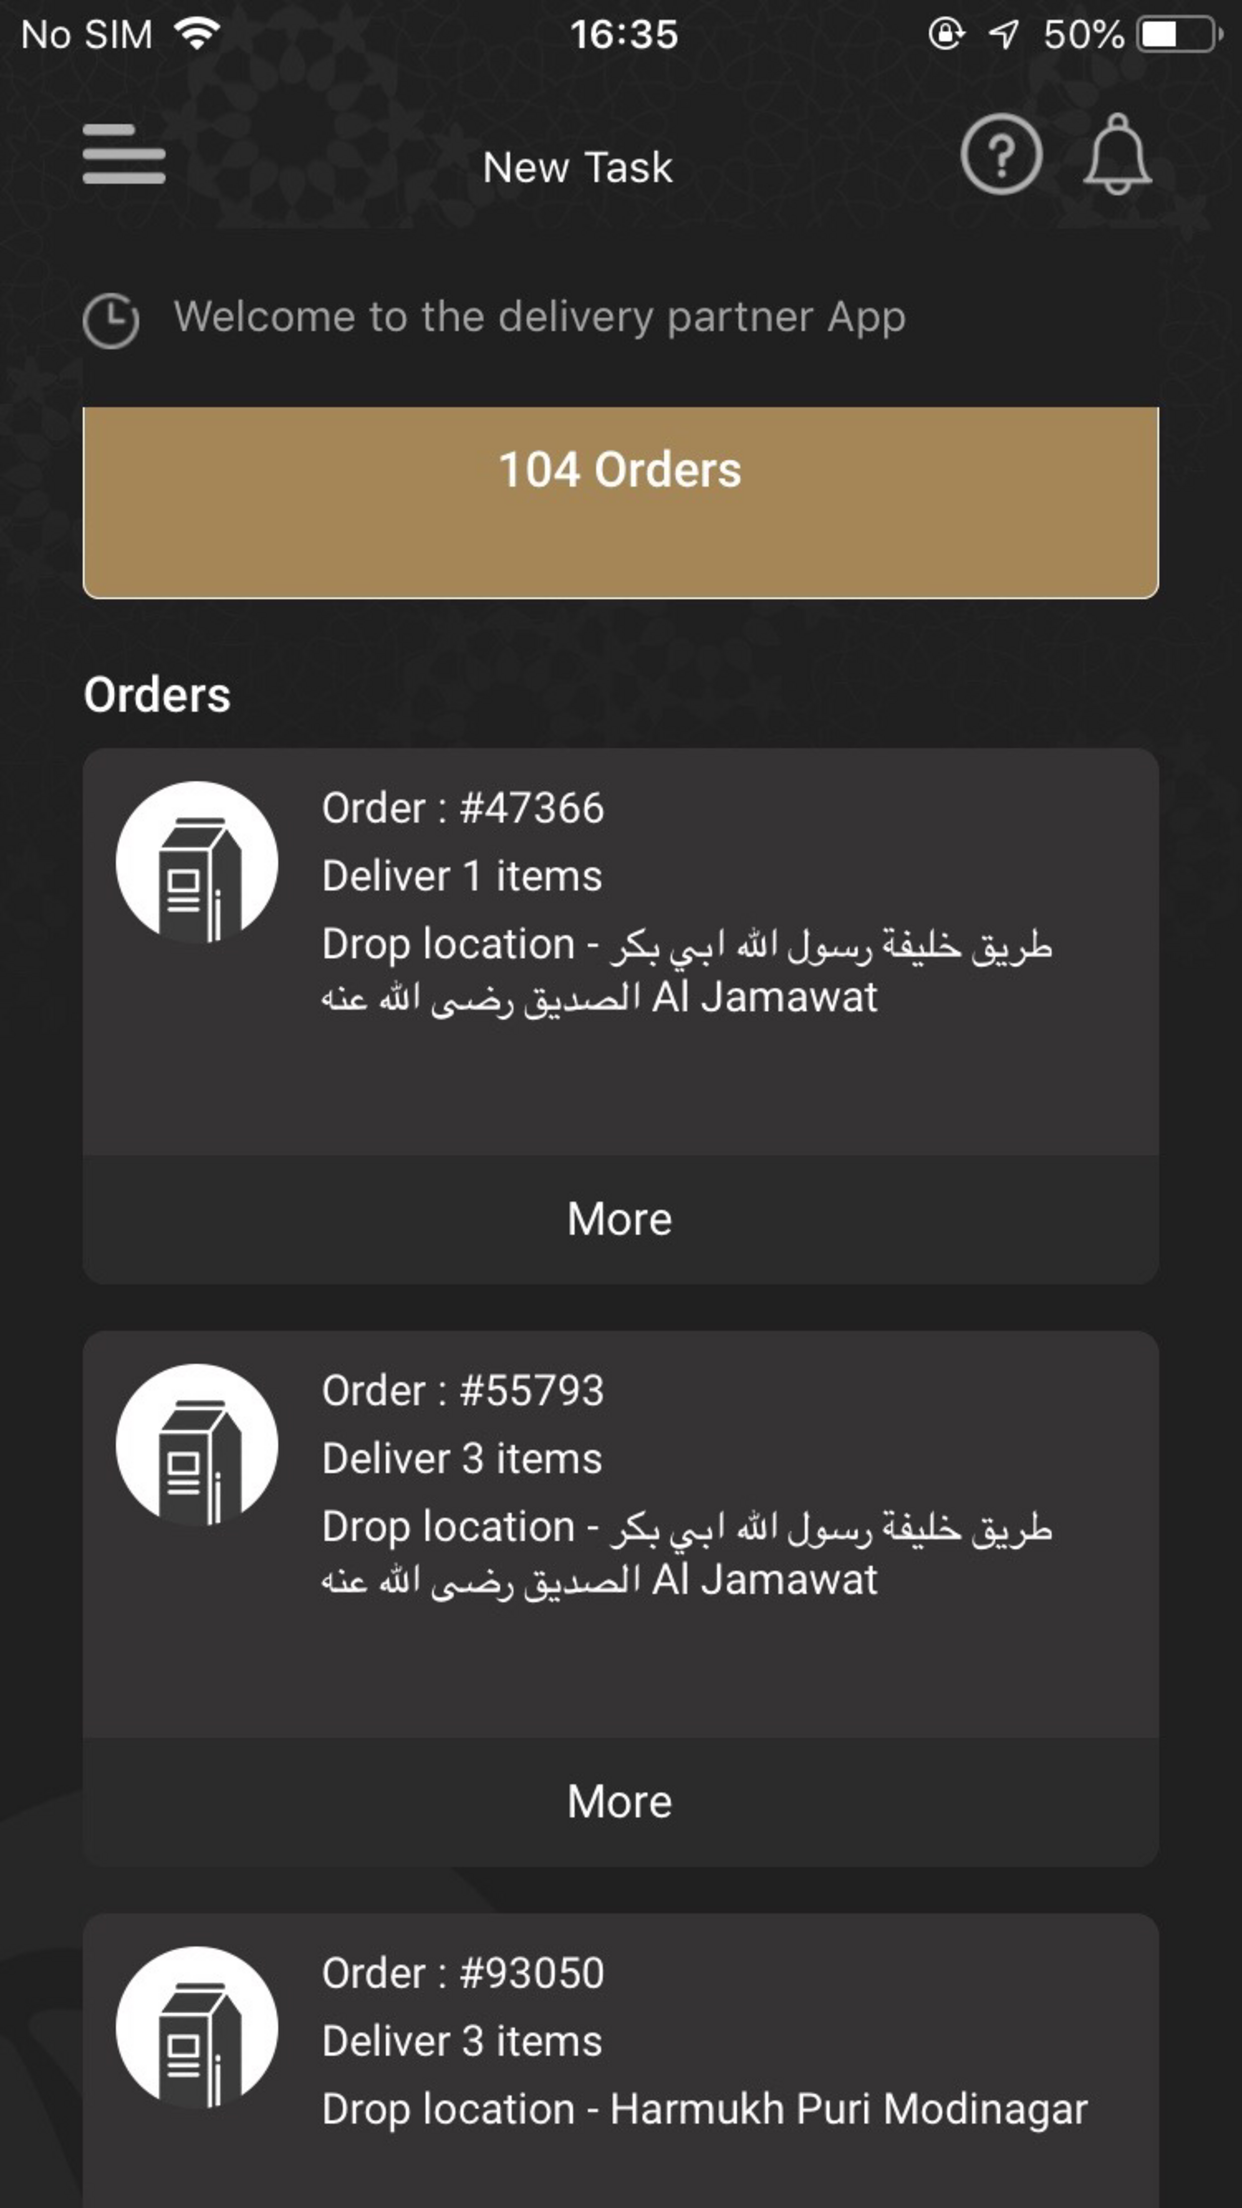 No SIM 16:35 50%
New Task
Welcome to the delivery partner App
104 Orders
Orders
Order : #47366
Deliver 1 items
Drop location - طريق خليفة رسول الله ابي بكر
الصديق رضى الله عنه Al Jamawat
More
Order : #55793
Deliver 3 items
Drop location - طريق خليفة رسول الله ابي بكر
الصديق رضى الله عنه Al Jamawat
More
Order : #93050
Deliver 3 items
Drop location - Harmukh Puri Modinagar